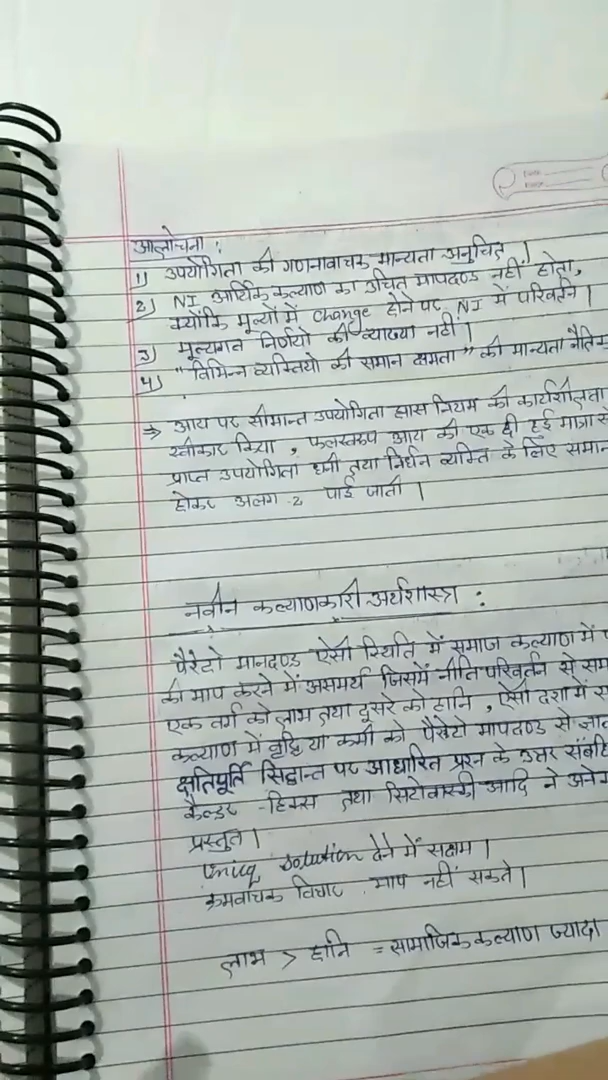 आलोचना :
1) उपयोगिता की गणनावाचक मान्यता अनुचित ।
2) NI आर्थिक कल्याण का उचित मापदण्ड नहीं होता,
क्योंकि मूल्यों में change होने पर NI में परिवर्तन ।
3) मूल्यगत निर्णयों की व्याख्या नहीं ।
4) "विभिन्न व्यक्तियों की समान क्षमता" की मान्यता
⇒ आय पर सीमान्त उपयोगिता ह्रास नियम की कार्यशीलता
स्वीकार किया , फलस्वरूप आय की एक दी हुई मात्रा
प्राप्त उपयोगिता धनी तथा निर्धन व्यक्ति के लिए समान
होकर अलग-2 पाई जाती ।
नवीन कल्याणकारी अर्थशास्त्र :
पैरेटो मानदण्ड ऐसी स्थिति में समाज कल्याण में
की माप करने में असमर्थ जिसमें नीति परिवर्तन से
एक वर्ग को लाभ तथा दूसरे को हानि , ऐसी दशा में
कल्याण में वृद्धि या कमी को पैरेटो मापदण्ड से
क्षतिपूर्ति सिद्धान्त पर आधारित प्रश्न के उत्तर
कैल्डर -हिक्स तथा सिटोवास्की आदि ने
प्रस्तुत ।
Uniq solution देने में सक्षम ।
क्रमवाचक विचार माप नहीं सकते ।
लाभ > हानि = सामाजिक कल्याण ज्यादा